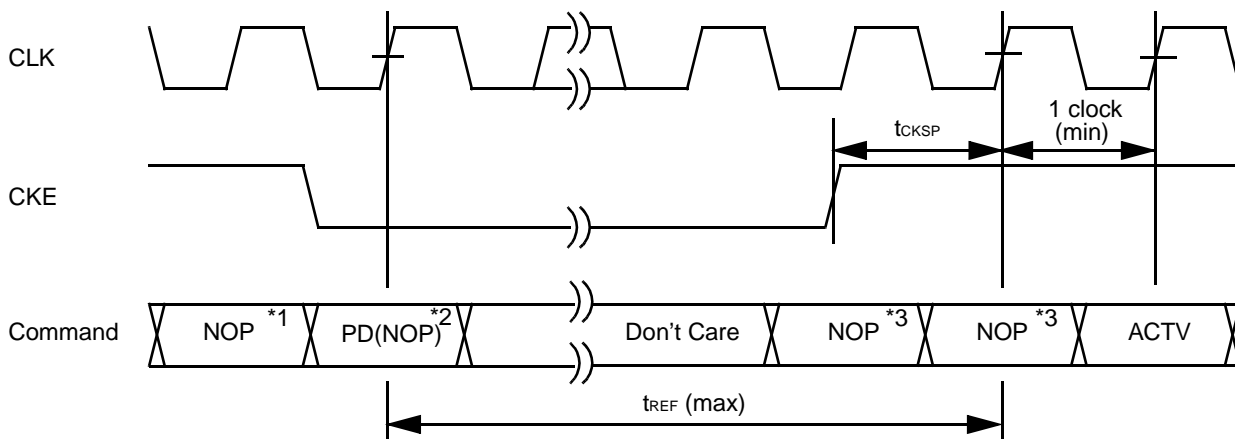 CLK
tCKSP
1 clock
(min)
CKE
Command
NOP *1
PD(NOP) *2
Don't Care
NOP *3
NOP *3
ACTV
tREF (max)